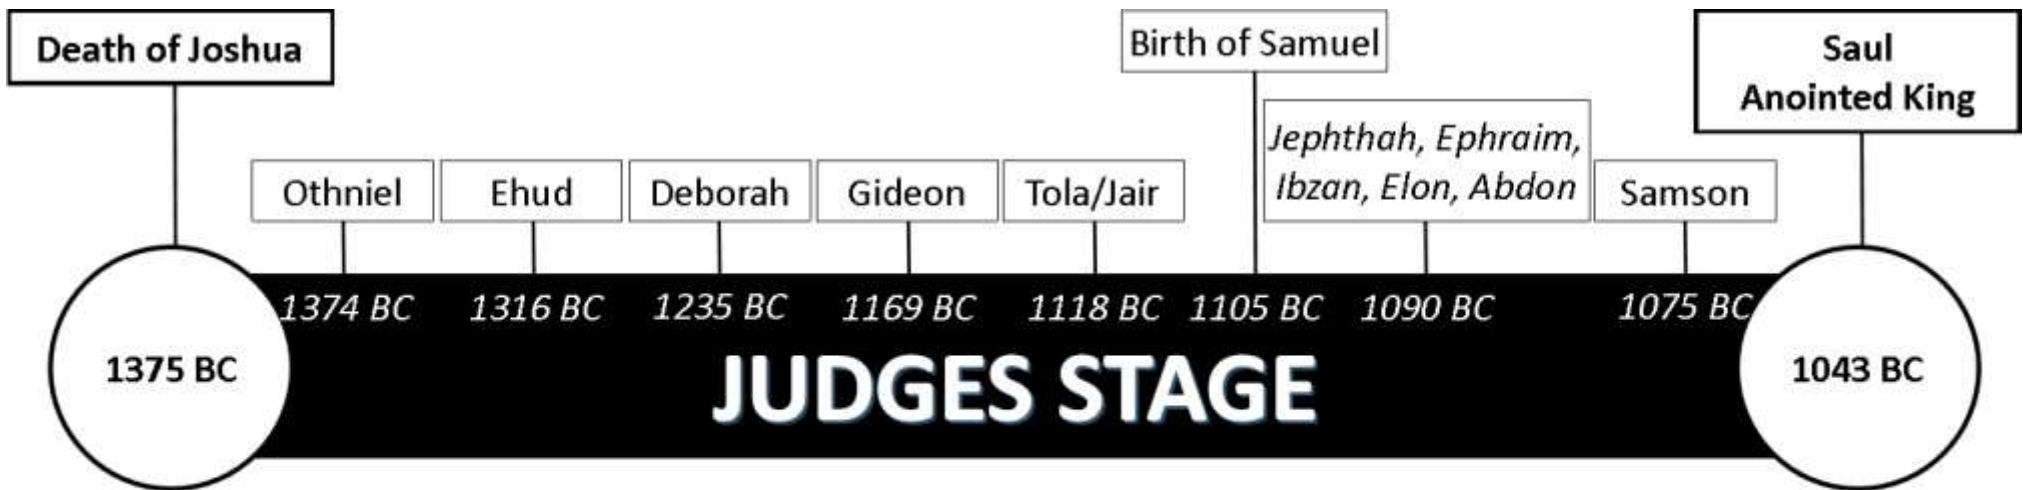 Death of Joshua
Birth of Samuel
Saul
Anointed King
Othniel
Ehud
Deborah
Gideon
Tola/Jair
Jephthah, Ephraim,
Ibzan, Elon, Abdon
Samson
1374 BC
1316 BC
1235 BC
1169 BC
1118 BC
1105 BC
1090 BC
1075 BC
1375 BC
JUDGES STAGE
1043 BC